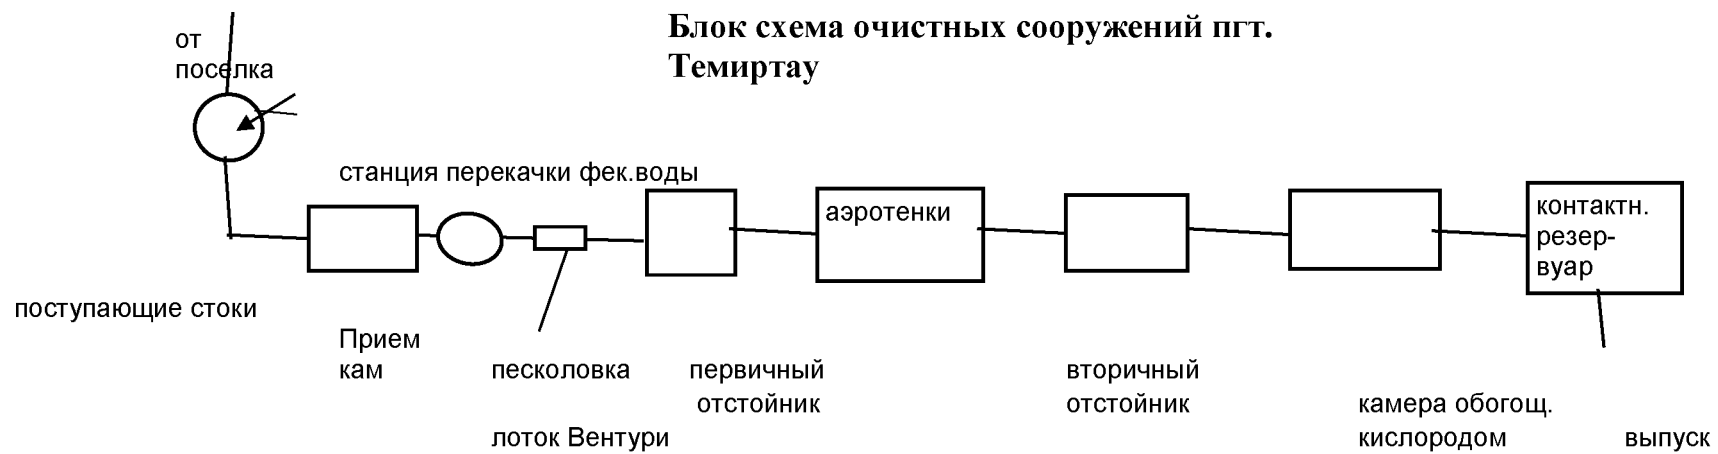 Блок схема очистных сооружений пгт.
Темиртау
от
поселка
станция перекачки фек.воды
аэротенки
контактн.
резер-
вуар
поступающие стоки
Прием
кам
песколовка
первичный
отстойник
вторичный
отстойник
камера обогощ.
кислородом
лоток Вентури
выпуск